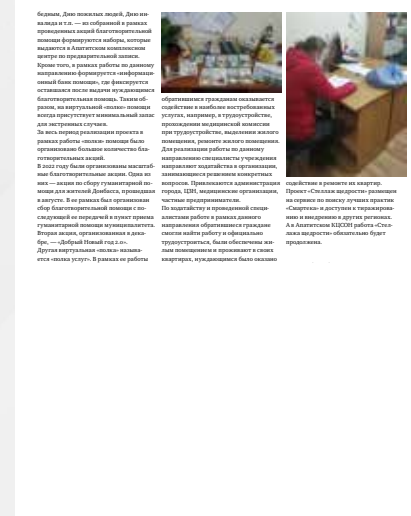 бедным, Дню пожилых людей, Дню ин-
валида и т.п. — из собранной в рамках
проведенных акций благотворительной
помощи формируются наборы, которые
выдаются в Апатитском комплексном
центре по предварительной записи.
Кроме того, в рамках работы по данному
направлению формируется «информаци-
онный банк помощи», где фиксируется
оставшаяся после выдачи нуждающимся
благотворительная помощь. Таким об-
разом, на виртуальной «полке» помощи
всегда присутствует минимальный запас
для экстренных случаев.
За весь период реализации проекта в
рамках работы «полка» помощи было
организовано большое количество бла-
готворительных акций.
В 2022 году были организованы масштаб-
ные благотворительные акции. Одна из
них — акция по сбору гуманитарной по-
мощи для жителей Донбасса, прошедшая
в августе. В ее рамках был организован
сбор благотворительной помощи с по-
следующей ее передачей в пункт приема
гуманитарной помощи муниципалитета.
Вторая акция, организованная в дека-
бре, — «Добрый Новый год 2.0».
Другая виртуальная «полка» называ-
ется «полка услуг». В рамках ее работы
обратившимся гражданам оказывается
содействие в наиболее востребованных
услугах, например, в трудоустройстве,
прохождении медицинской комиссии
при трудоустройстве, выделении жилого
помещения, ремонте жилого помещения.
Для реализации работы по данному
направлению специалисты учреждения
направляют ходатайства в организации,
занимающиеся решением конкретных
вопросов. Привлекаются администрация
города, ЦЗН, медицинские организации,
частные предприниматели.
По ходатайству и проведенной специ-
алистами работе в рамках данного
направления обратившиеся граждане
смогли найти работу и официально
трудоустроиться, были обеспечены жи-
лым помещением и проживают в своих
квартирах, нуждающимся было оказано
содействие в ремонте их квартир.
Проект «Стеллаж щедрости» размещен
на сервисе по поиску лучших практик
«Смартека» и доступен к тиражирова-
нию и внедрению в других регионах.
А в Апатитском КЦСОН работа «Стел-
лажа щедрости» обязательно будет
продолжена.